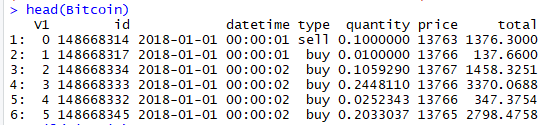 > head(Bitcoin)
V1 id datetime type quantity price total
1: 0 148668314 2018-01-01 00:00:01 sell 0.1000000 13763 1376.3000
2: 1 148668317 2018-01-01 00:00:01 buy 0.0100000 13766 137.6600
3: 2 148668334 2018-01-01 00:00:02 buy 0.1059290 13767 1458.3251
4: 3 148668333 2018-01-01 00:00:02 buy 0.2448110 13766 3370.0688
5: 4 148668332 2018-01-01 00:00:02 buy 0.0252343 13766 347.3754
6: 5 148668345 2018-01-01 00:00:02 buy 0.2033037 13765 2798.4758